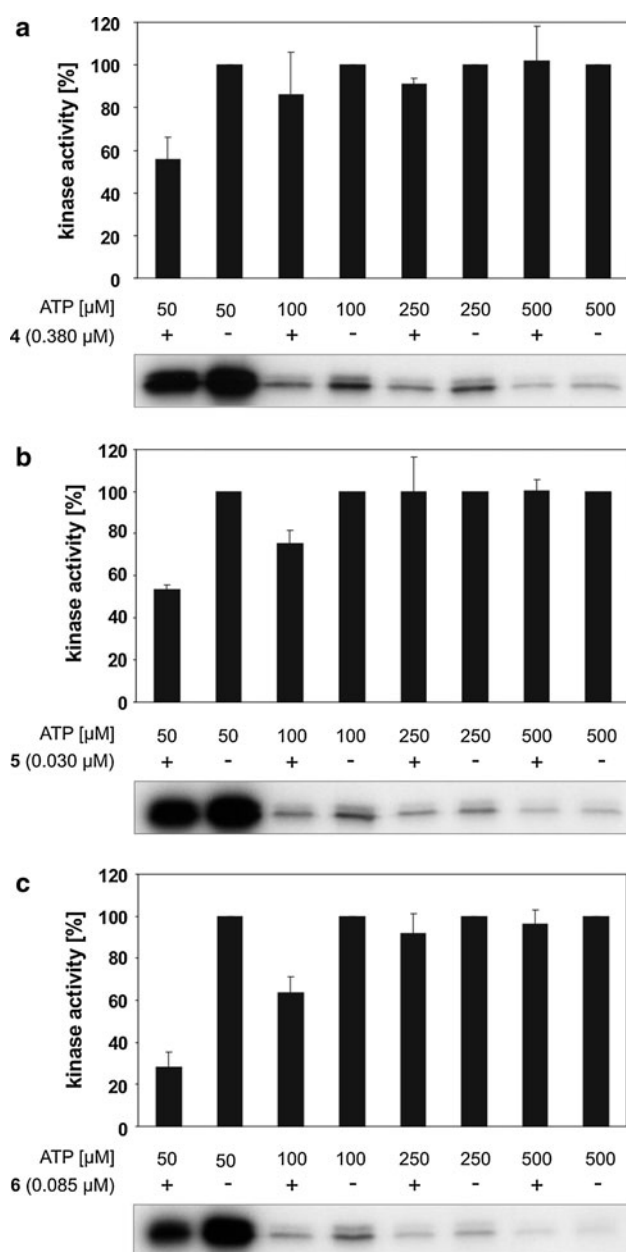 a
kinase activity [%]
120
100
80
60
40
20
0
ATP [µM] 50 50 100 100 250 250 500 500
4 (0.380 µM) + - + - + - + -
b
kinase activity [%]
120
100
80
60
40
20
0
ATP [µM] 50 50 100 100 250 250 500 500
5 (0.030 µM) + - + - + - + -
c
kinase activity [%]
120
100
80
60
40
20
0
ATP [µM] 50 50 100 100 250 250 500 500
6 (0.085 µM) + - + - + - + -